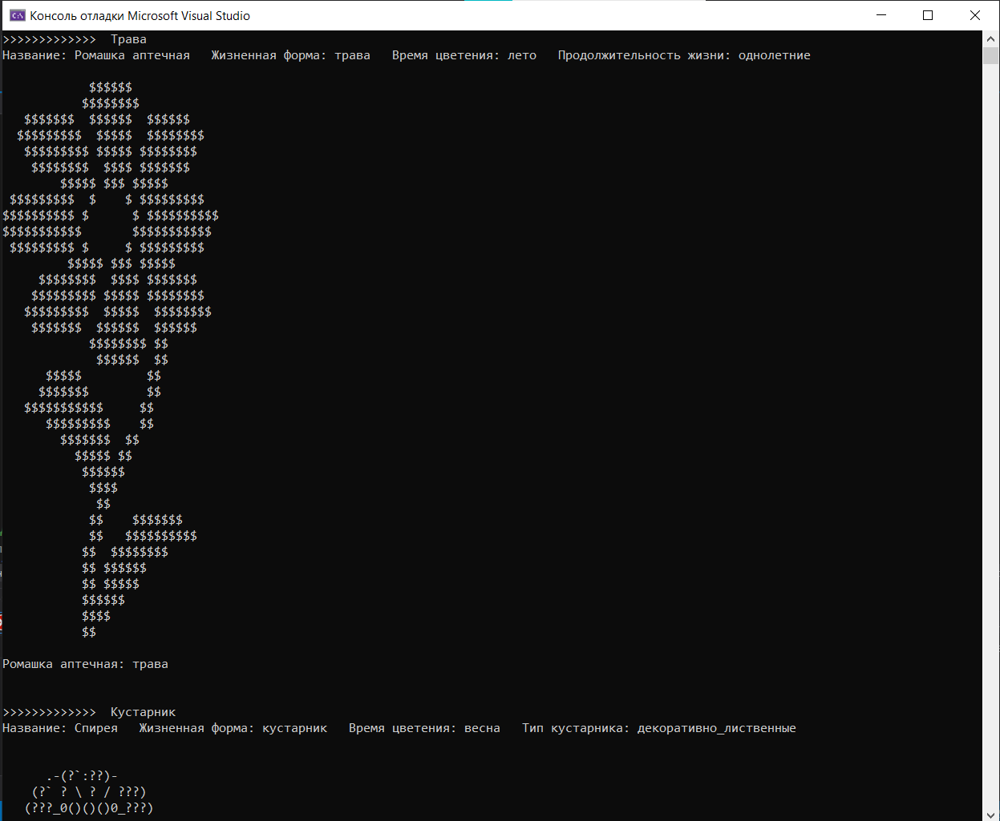 Консоль отладки Microsoft Visual Studio
>>>>>>>>>>>>>  Трава
Название: Ромашка аптечная   Жизненная форма: трава   Время цветения: лето   Продолжительность жизни: однолетние
            $$$$$$
           $$$$$$$$
   $$$$$$$  $$$$$$  $$$$$$
  $$$$$$$$$  $$$$$  $$$$$$$$
   $$$$$$$$$ $$$$$ $$$$$$$$
    $$$$$$$$  $$$$ $$$$$$$
        $$$$$ $$$ $$$$$
 $$$$$$$$$  $    $ $$$$$$$$$
$$$$$$$$$$ $      $ $$$$$$$$$$
$$$$$$$$$$$       $$$$$$$$$$$
 $$$$$$$$$ $     $ $$$$$$$$$
         $$$$$ $$$ $$$$$
     $$$$$$$$  $$$$ $$$$$$$
    $$$$$$$$$ $$$$$ $$$$$$$$
   $$$$$$$$$  $$$$$  $$$$$$$$
    $$$$$$$  $$$$$$  $$$$$$
            $$$$$$$$ $$
             $$$$$$  $$
      $$$$$         $$
     $$$$$$$        $$
   $$$$$$$$$$$     $$
      $$$$$$$$$    $$
        $$$$$$$  $$
          $$$$$ $$
           $$$$$$
            $$$$
             $$
            $$    $$$$$$$
            $$   $$$$$$$$$$
           $$  $$$$$$$$
           $$ $$$$$$
           $$ $$$$$
           $$$$$$
           $$$$
           $$
Ромашка аптечная: трава
>>>>>>>>>>>>>  Кустарник
Название: Спирея   Жизненная форма: кустарник   Время цветения: весна   Тип кустарника: декоративно_лиственные
      .-(?`:??)-
    (?` ? \ ? / ???)
   (???_0()()()0_???)